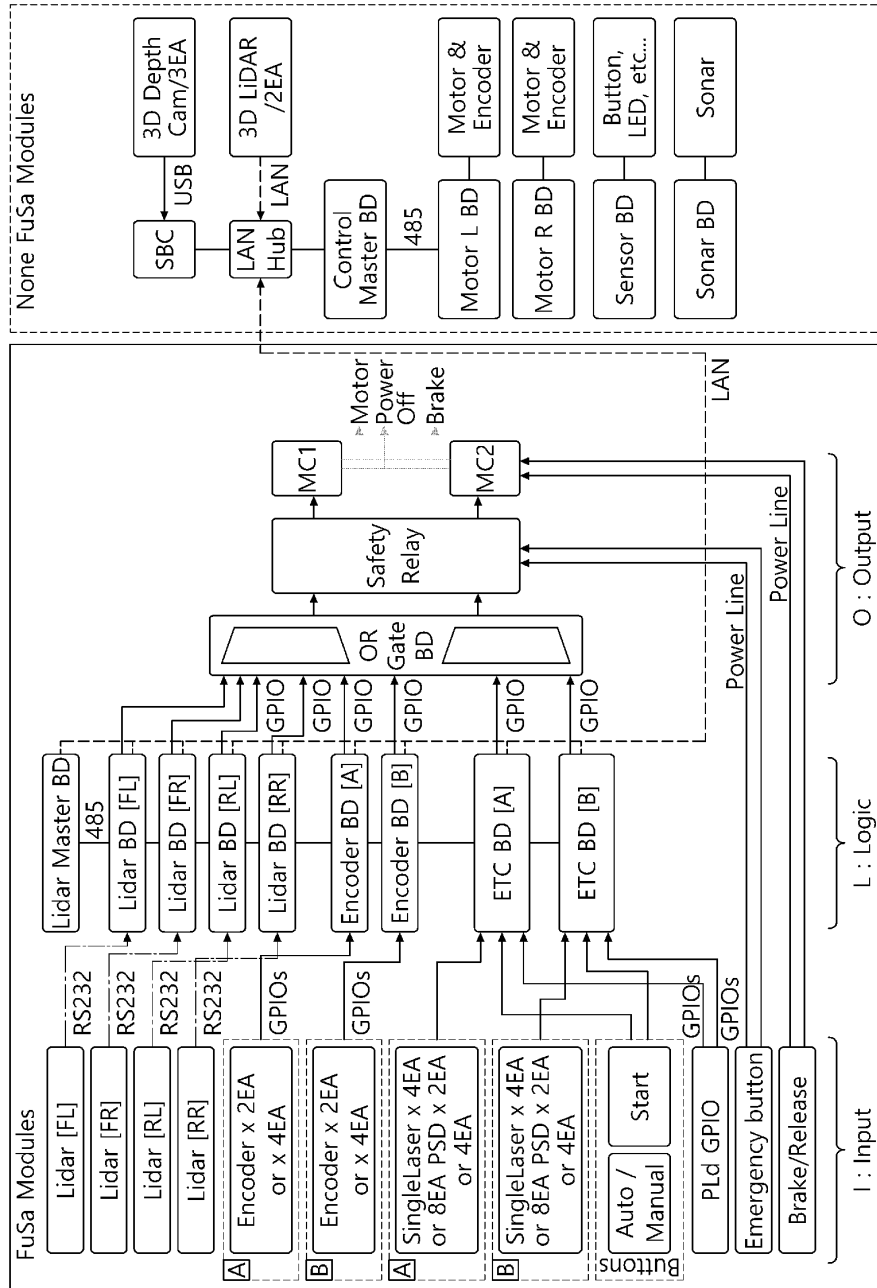 FuSa Modules
Lidar [FL]
Lidar [FR]
Lidar [RL]
Lidar [RR]
RS232
RS232
RS232
RS232
A
Encoder x 2EA
or x 4EA
GPIOs
B
Encoder x 2EA
or x 4EA
GPIOs
A
SingleLaser x 4EA
or 8EA PSD x 2EA
or 4EA
B
SingleLaser x 4EA
or 8EA PSD x 2EA
or 4EA
Buttons
Auto /
Manual
Start
PLd GPIO
GPIOs
GPIOs
Emergency button
Brake/Release
I : Input
Lidar Master BD
485
Lidar BD [FL]
Lidar BD [FR]
Lidar BD [RL]
Lidar BD [RR]
Encoder BD [A]
Encoder BD [B]
ETC BD [A]
ETC BD [B]
L : Logic
GPIO
GPIO
GPIO
GPIO
GPIO
GPIO
OR
Gate
BD
Safety
Relay
MC1
MC2
Motor
Power
Off
Brake
Power Line
Power Line
LAN
O : Output
None FuSa Modules
SBC
USB
3D Depth
Cam/3EA
LAN
Hub
LAN
3D LiDAR
/2EA
Control
Master BD
485
Motor L BD
Motor &
Encoder
Motor R BD
Motor &
Encoder
Sensor BD
Button,
LED, etc...
Sonar BD
Sonar